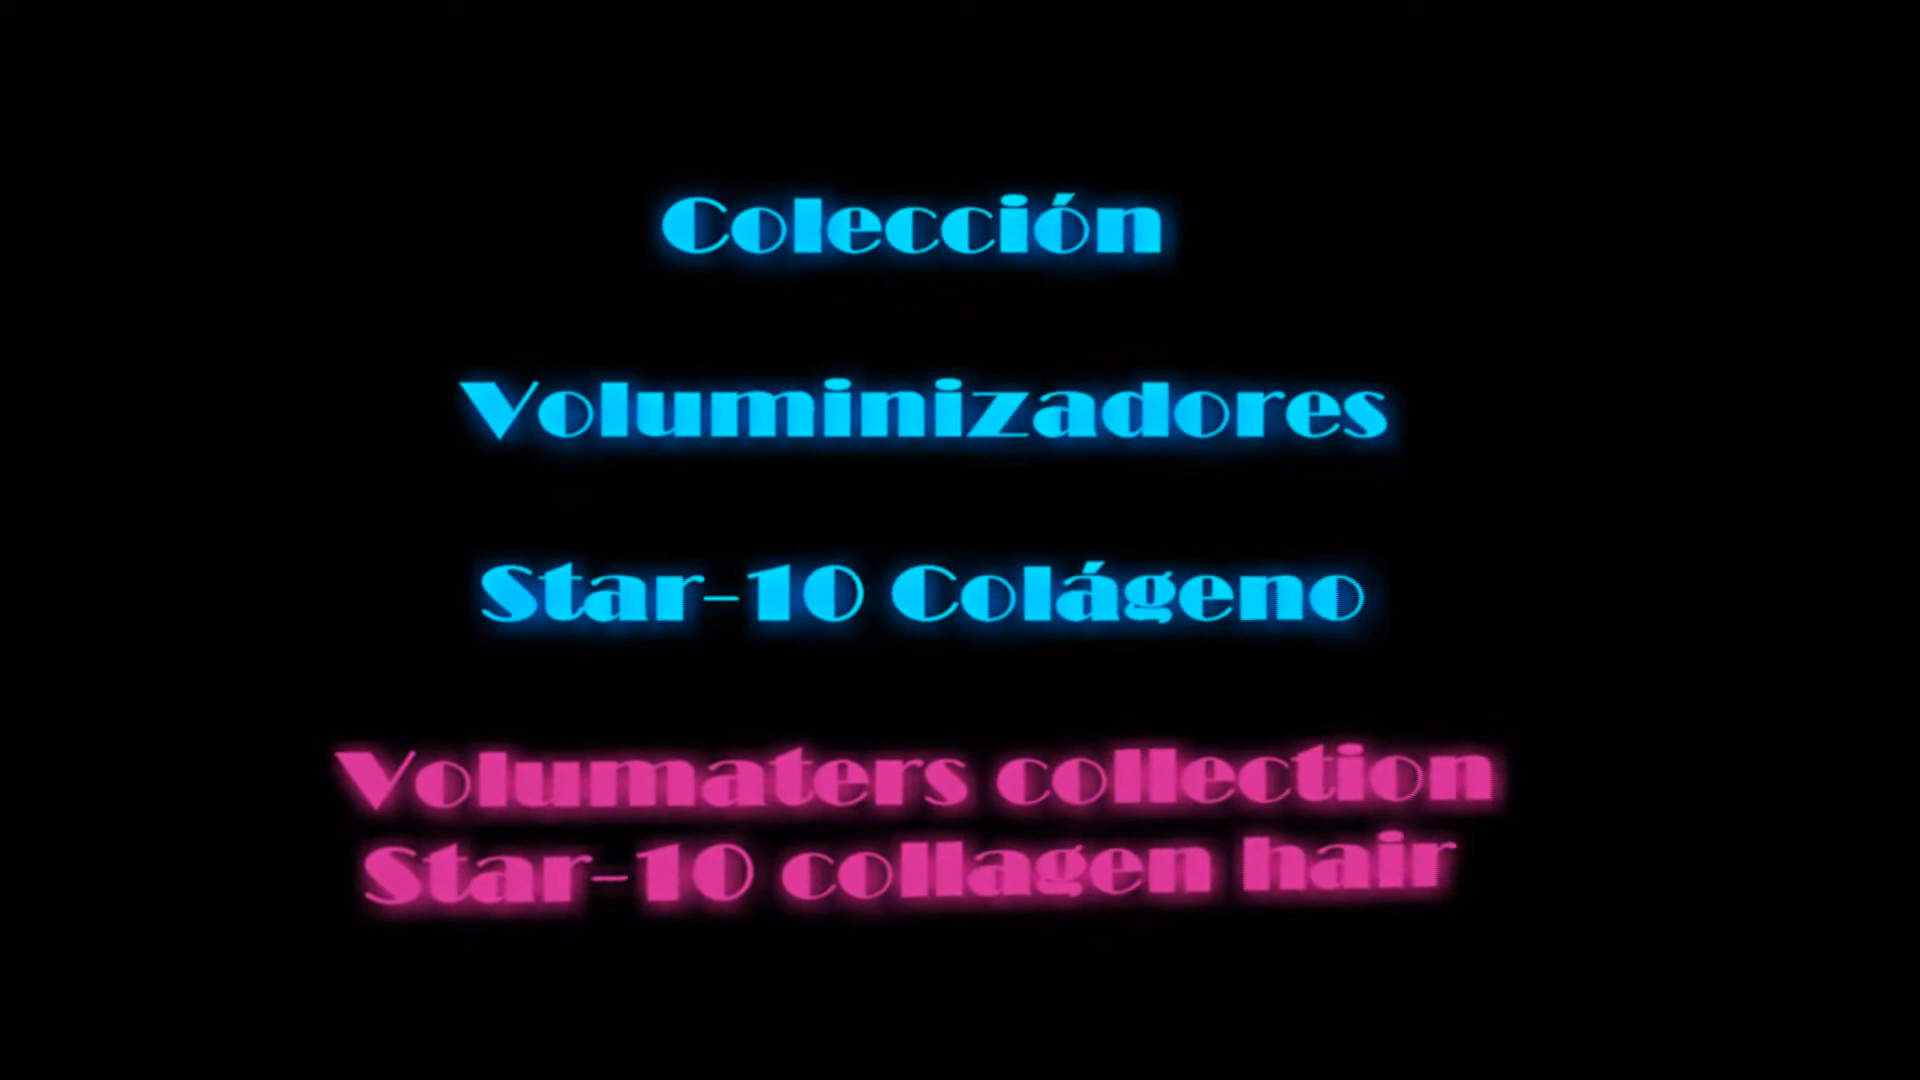 Colección
Voluminizadores
Star-10 Colágeno
Volumaters collection
Star-10 collagen hair